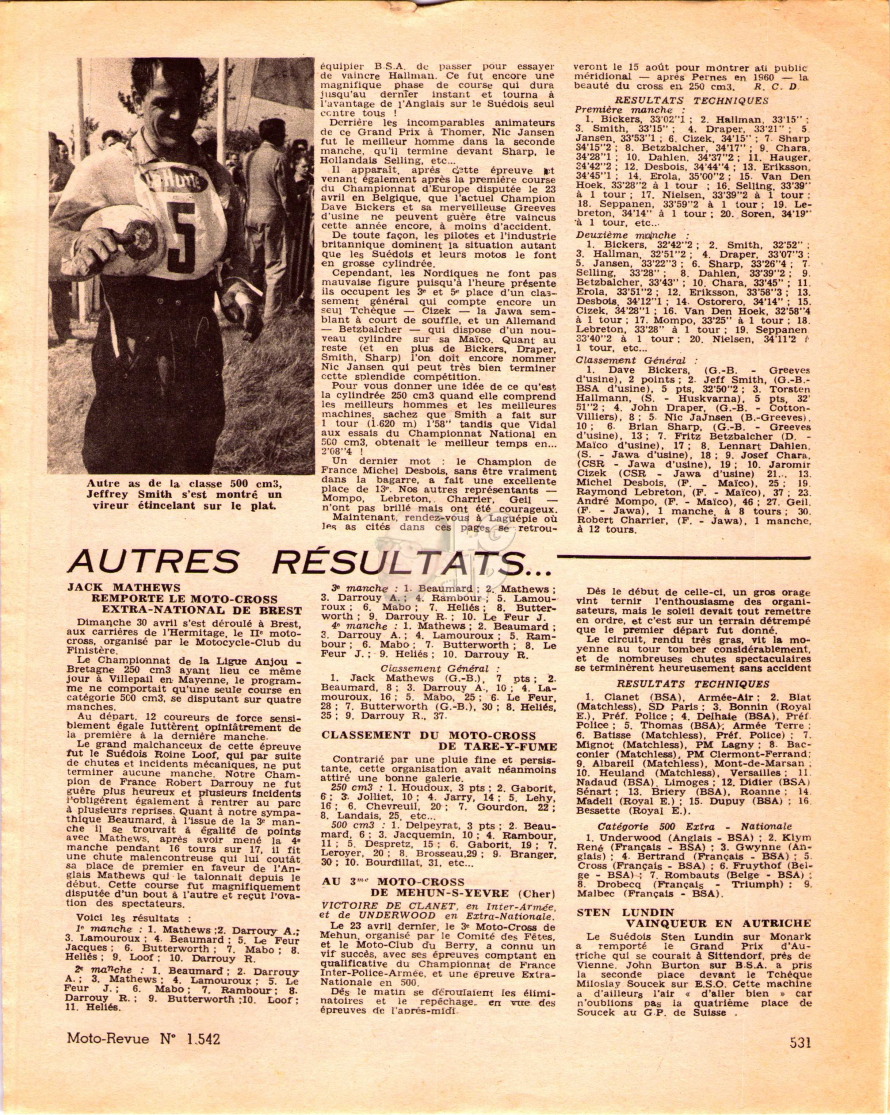 5
Autre as de la classe 500 cm3,
Jeffrey Smith s'est montré un
vireur étincelant sur le plat.
équipier B.S.A. de passer pour essayer
de vaincre Hallman. Ce fut encore une
magnifique phase de course qui dura
jusqu'au dernier instant et tourna à
l'avantage de l'Anglais sur le Suédois seul
contre tous !
Derrière les incomparables animateurs
de ce Grand Prix à Thomer, Nic Jansen
fut le meilleur homme dans la seconde
manche, qu'il termine devant Sharp, le
Hollandais Selling, etc...
Il apparaît, après cette épreuve et
venant également après la première course
du Championnat d'Europe disputée le 23
avril en Belgique, que l'actuel Champion
Dave Bickers et sa merveilleuse Greeves
d'usine ne peuvent guère être vaincus
cette année encore, à moins d'accident.
De toute façon, les pilotes et l'industrie
britannique dominent la situation autant
que les Suédois et leurs motos le font
en grosse cylindrée.
Cependant, les Nordiques ne font pas
mauvaise figure puisqu'à l'heure présente
ils occupent les 3e et 5e place d'un clas-
sement général qui compte encore un
seul Tchèque — Cizek — la Jawa sem-
blant à court de souffle, et un Allemand
— Betzbalcher — qui dispose d'un nou-
veau cylindre sur sa Maïco. Quant au
reste (et en plus de Bickers, Draper,
Smith, Sharp) l'on doit encore nommer
Nic Jansen qui peut très bien terminer
cette splendide compétition.
Pour vous donner une idée de ce qu'est
la cylindrée 250 cm3 quand elle comprend
les meilleurs hommes et les meilleures
machines, sachez que Smith a fait sur
1 tour (1.620 m) 1'58" tandis que Vidal
aux essais du Championnat National en
500 cm3, obtenait le meilleur temps en...
2'08"4 !
Un dernier mot : le Champion de
France Michel Desbois, sans être vraiment
dans la bagarre, a fait une excellente
place de 13e. Nos autres représentants —
Mompo, Lebreton, Charrier, Geil —
n'ont pas brillé mais ont été courageux.
Maintenant, rendez-vous à Laguépie où
les as cités dans ces pages se retrou-
veront le 15 août pour montrer au public
méridional — après Pernes en 1960 — la
beauté du cross en 250 cm3. R. C. D.
RESULTATS TECHNIQUES
Première manche :
1. Bickers, 33'02"1 ; 2. Hallman, 33'15" ;
3. Smith, 33'15" ; 4. Draper, 33'21" ; 5.
Jansen, 33'53"1 ; 6. Cizek, 34'15" ; 7. Sharp
34'15"2 ; 8. Betzbalcher, 34'17" ; 9. Chara,
34'28"1 ; 10. Dahlen, 34'37"2 ; 11. Hauger,
34'42"2 ; 12. Desbois, 34'44"4 ; 13. Eriksson,
34'45"1 ; 14. Erola, 35'00"2 ; 15. Van Den
Hoek, 33'28"2 à 1 tour ; 16. Selling, 33'39"
à 1 tour ; 17. Nielsen, 33'39"2 à 1 tour ;
18. Seppanen, 33'59"2 à 1 tour ; 19. Le-
breton, 34'14" à 1 tour ; 20. Soren, 34'19"
à 1 tour, etc...
Deuxième manche :
1. Bickers, 32'42"2 ; 2. Smith, 32'52" ;
3. Hallman, 32'51"2 ; 4. Draper, 33'07"3 ;
5. Jansen, 33'22"3 ; 6. Sharp, 33'26"4 ; 7.
Selling, 33'28" ; 8. Dahlen, 33'39"2 ; 9.
Betzbalcher, 33'43" ; 10. Chara, 33'45" ; 11.
Erola, 33'51"2 ; 12. Eriksson, 33'58"3 ; 13.
Desbois, 34'12"1 ; 14. Ostorero, 34'14" ; 15.
Cizek, 34'28"1 ; 16. Van Den Hoek, 32'58"4
à 1 tour ; 17. Mompo, 33'25" à 1 tour ; 18.
Lebreton, 33'28" à 1 tour ; 19. Seppanen
33'40"2 à 1 tour ; 20. Nielsen, 34'11"2 à
1 tour, etc...
Classement Général :
1. Dave Bickers, (G.-B. - Greeves
d'usine), 2 points ; 2. Jeff Smith, (G.-B.-
BSA d'usine), 5 pts, 32'50"2 ; 3. Torsten
Hallmann, (S. - Huskvarna), 5 pts, 32'
51"2 ; 4. John Draper, (G.-B. - Cotton-
Villiers), 8 ; 5. Nic JaJnsen (B.-Greeves),
10 ; 6. Brian Sharp, (G.-B. - Greeves
d'usine), 13 ; 7. Fritz Betzbalcher (D. -
Maïco d'usine), 17 ; 8. Lennart Dahlen,
(S. - Jawa d'usine), 18 ; 9. Josef Chara,
(CSR - Jawa d'usine), 19 ; 10. Jaromir
Cizek (CSR - Jawa d'usine) 21... 13.
Michel Desbois, (F. - Maïco), 25 ; 19.
Raymond Lebreton, (F. - Maïco), 37 ; 23.
André Mompo, (F. - Maïco), 46 ; 27. Geil,
(F. - Jawa), 1 manche, à 8 tours ; 30.
Robert Charrier, (F. - Jawa), 1 manche,
à 12 tours.
AUTRES RÉSULTATS...
JACK MATHEWS
REMPORTE LE MOTO-CROSS
EXTRA-NATIONAL DE BREST
Dimanche 30 avril s'est déroulé à Brest,
aux carrières de l'Hermitage, le IIe moto-
cross, organisé par le Motocycle-Club du
Finistère.
Le Championnat de la Ligue Anjou -
Bretagne 250 cm3 ayant lieu ce même
jour à Villepail en Mayenne, le program-
me ne comportait qu'une seule course en
catégorie 500 cm3, se disputant sur quatre
manches.
Au départ, 12 coureurs de force sensi-
blement égale luttèrent opiniâtrement de
la première à la dernière manche.
Le grand malchanceux de cette épreuve
fut le Suédois Roine Loof, qui par suite
de chutes et incidents mécaniques, ne put
terminer aucune manche. Notre Cham-
pion de France Robert Darrouy ne fut
guère plus heureux et plusieurs incidents
l'obligèrent également à rentrer au parc
à plusieurs reprises. Quant à notre sympa-
thique Beaumard, à l'issue de la 3e man-
che il se trouvait à égalité de points
avec Mathews, après avoir mené la 4e
manche pendant 16 tours sur 17, il fit
une chute malencontreuse qui lui coûtât
sa place de premier en faveur de l'An-
glais Mathews qui le talonnait depuis le
début. Cette course fut magnifiquement
disputée d'un bout à l'autre et reçut l'ova-
tion des spectateurs.
Voici les résultats :
1e manche : 1. Mathews ;2. Darrouy A.;
3. Lamouroux ; 4. Beaumard ; 5. Le Feur
Jacques ; 6. Butterworth ; 7. Mabo ; 8.
Heliés ; 9. Loof ; 10. Darrouy R.
2e manche : 1. Beaumard ; 2. Darrouy
A. ; 3. Mathews ; 4. Lamouroux ; 5. Le
Feur J. ; 6. Mabo ; 7. Rambour ; 8.
Darrouy R. ; 9. Butterworth ;10. Loof ;
11. Heliés.
3e manche : 1. Beaumard ; 2. Mathews ;
3. Darrouy A. ; 4. Rambour ; 5. Lamou-
roux ; 6. Mabo ; 7. Heliés ; 8. Butter-
worth ; 9. Darrouy R. ; 10. Le Feur J.
4e manche : 1. Mathews ; 2. Beaumard ;
3. Darrouy A. ; 4. Lamouroux ; 5. Ram-
bour ; 6. Mabo ; 7. Butterworth ; 8. Le
Feur J. ; 9. Heliés ; 10. Darrouy R.
Classement Général :
1. Jack Mathews (G.B.), 7 pts ; 2.
Beaumard, 8 ; 3. Darrouy A., 10 ; 4. La-
mouroux, 16 ; 5. Mabo, 25 ; 6. Le Feur,
28 ; 7. Butterworth (G.-B.), 30 ; 8. Heliés,
35 ; 9. Darrouy R., 37.
CLASSEMENT DU MOTO-CROSS
DE TARE-Y-FUME
Contrarié par une pluie fine et persis-
tante, cette organisation avait néanmoins
attiré une bonne galerie.
250 cm3 : 1. Houdoux, 3 pts ; 2. Gaborit,
6 ; 3. Jolliet, 10 ; 4. Jarry, 14 ; 5. Lehy,
16 ; 6. Chevreuil, 20 ; 7. Gourdon, 22 ;
8. Landais, 25, etc...
500 cm3 : 1. Delpeyrat, 3 pts ; 2. Beau-
mard, 6 ; 3. Jacquemin, 10 ; 4. Rambour,
11 ; 5. Despretz, 15 ; 6. Gaborit, 19 ; 7.
Leroyer, 20 ; 8. Brosseau,29 ; 9. Branger,
30 ; 10. Bourdillat, 31, etc...
AU 3me MOTO-CROSS
DE MEHUN-S-YEVRE (Cher)
VICTOIRE DE CLANET, en Inter-Armée,
et de UNDERWOOD en Extra-Nationale.
Le 23 avril dernier, le 3e Moto-Cross de
Mehun, organisé par le Comité des Fêtes,
et le Moto-Club du Berry, a connu un
vif succès, avec ses épreuves comptant en
qualificative du Championnat de France
Inter-Police-Armée, et une épreuve Extra-
Nationale en 500.
Dès le matin se déroulaient les élimi-
natoires et le repêchage, en vue des
épreuves de l'après-midi.
Dès le début de celle-ci, un gros orage
vint ternir l'enthousiasme des organi-
sateurs, mais le soleil devait tout remettre
en ordre, et c'est sur un terrain détrempé
que le premier départ fut donné.
Le circuit, rendu très gras, vit la mo-
yenne au tour tomber considérablement,
et de nombreuses chutes spectaculaires
se terminèrent heureusement sans accident
RESULTATS TECHNIQUES
1. Clanet (BSA), Armée-Air ; 2. Blat
(Matchless), SD Paris ; 3. Bonnin (Royal
E.), Préf. Police ; 4. Delhaie (BSA), Préf.
Police ; 5. Thomas (BSA), Armée Terre ;
6. Batisse (Matchless), Préf. Police ; 7.
Mignot (Matchless), PM Lagny ; 8. Bac-
conier (Matchless), PM Clermont-Ferrand ;
9. Albareil (Matchless), Mont-de-Marsan ;
10. Heuland (Matchless), Versailles ; 11.
Nadaud (BSA), Limoges ; 12. Didier BSA)
Sénart ; 13. Briery (BSA), Roanne ; 14.
Madell (Royal E.) ; 15. Dupuy (BSA) ; 16.
Bessette (Royal E.).
Catégorie 500 Extra - Nationale
1. Underwood (Anglais - BSA) ; 2. Klym
René (Français - BSA) ; 3. Gwynne (An-
glais) ; 4. Bertrand (Français - BSA) ; 5.
Cross (Français - BSA) ; 6. Fruythof (Bel-
ge - BSA) ; 7. Rombauts (Belge - BSA) ;
8. Drobecq (Français - Triumph) ; 9.
Malbec (Français - BSA).
STEN LUNDIN
VAINQUEUR EN AUTRICHE
Le Suédois Sten Lundin sur Monark
a remporté le Grand Prix d'Au-
triche qui se courait à Sittendorf, près de
Vienne. John Burton sur B.S.A. a pris
la seconde place devant le Tchèque
Miloslay Soucek sur E.S.O. Cette machine
a d'ailleurs l'air « d'aller bien » car
n'oublions pas la quatrième place de
Soucek au G.P. de Suisse .
Moto-Revue N° 1.542
531